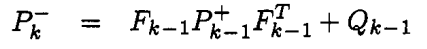 $P_k^- = F_{k-1} P_{k-1}^+ F_{k-1}^T + Q_{k-1}$